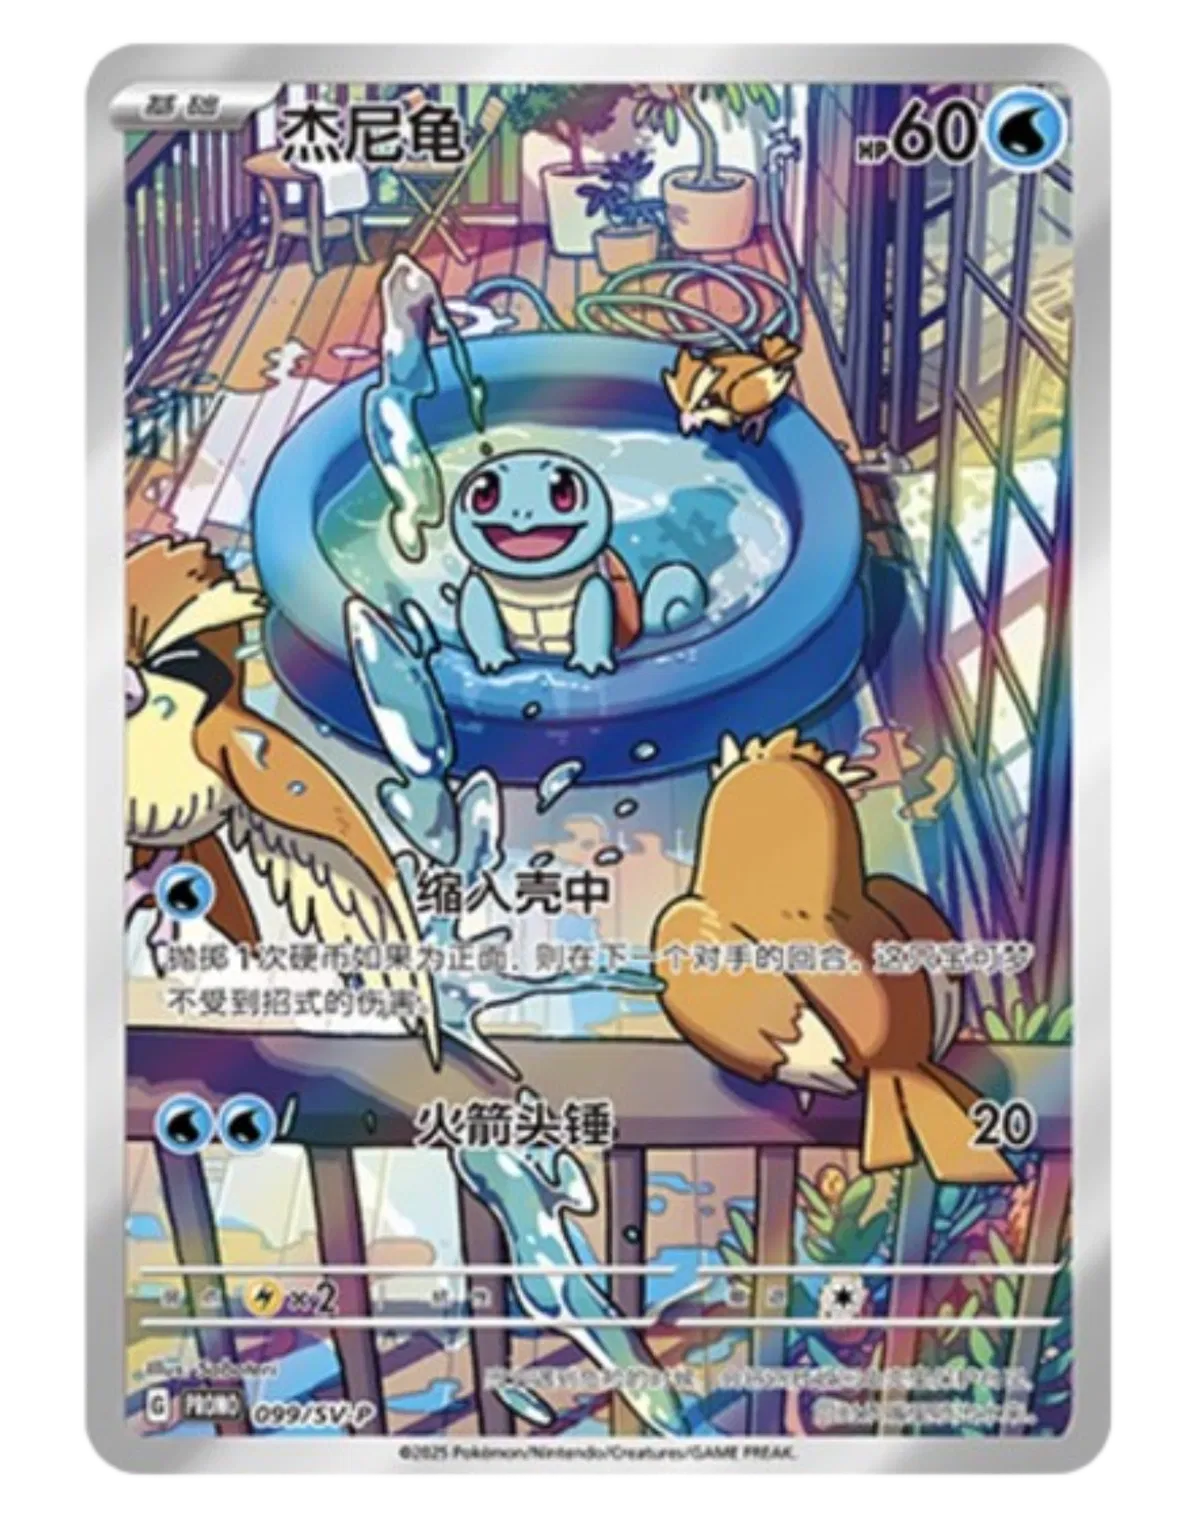 基础
杰尼龟
HP60
缩入壳中
抛掷1次硬币如果为正面，则在下一个对手的回合，这只宝可梦
不受到招式的伤害。
火箭头锤 20
×2
G PROMO 099/SV-P
©2025 Pokémon/Nintendo/Creatures/GAME FREAK.